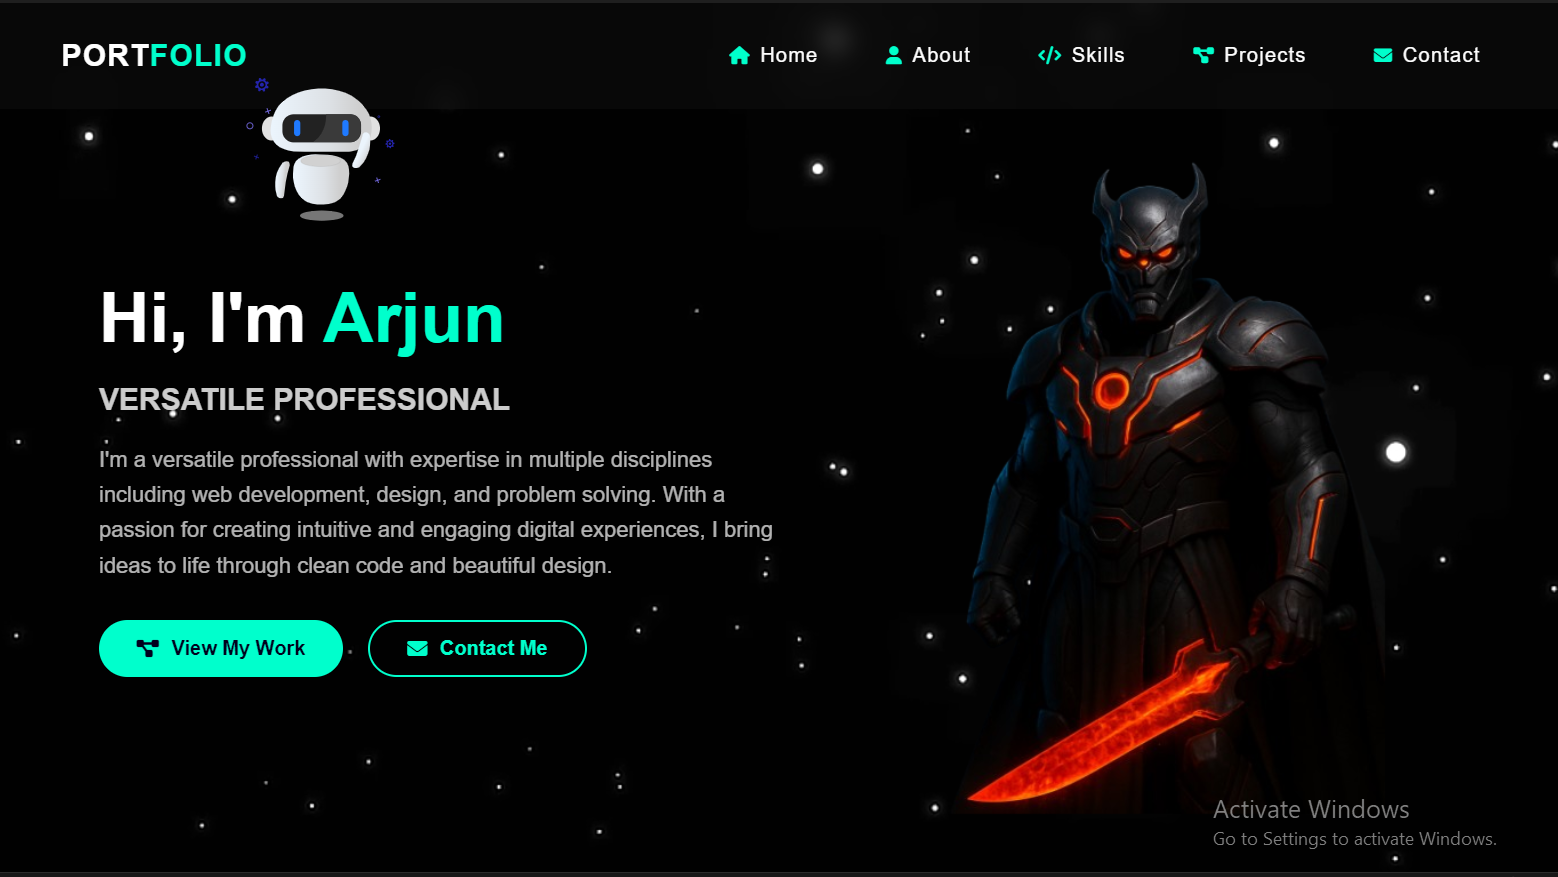 PORTFOLIO
Home About Skills Projects Contact
Hi, I'm Arjun
VERSATILE PROFESSIONAL
I'm a versatile professional with expertise in multiple disciplines
including web development, design, and problem solving. With a
passion for creating intuitive and engaging digital experiences, I bring
ideas to life through clean code and beautiful design.
View My Work Contact Me
Activate Windows
Go to Settings to activate Windows.